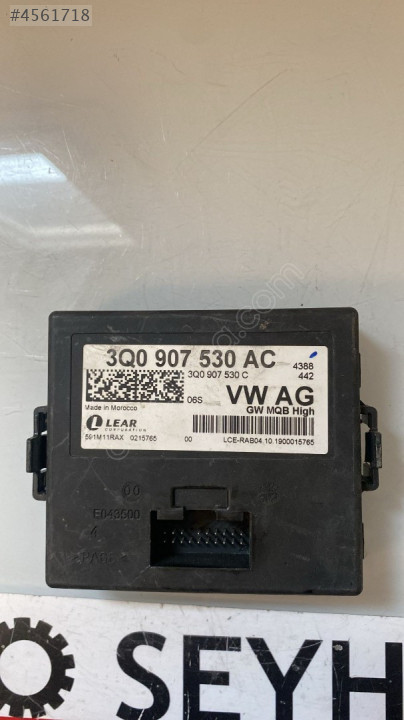 #4561718
3Q0 907 530 AC
4388
442
3Q0 907 530 C
06S
VW AG
GW MQB High
Made in Morocco
LEAR
CORPORATION
591M11RAX 0215765 00 LCE-RAB04.10.1900015765
00
E043500
4
SEYH